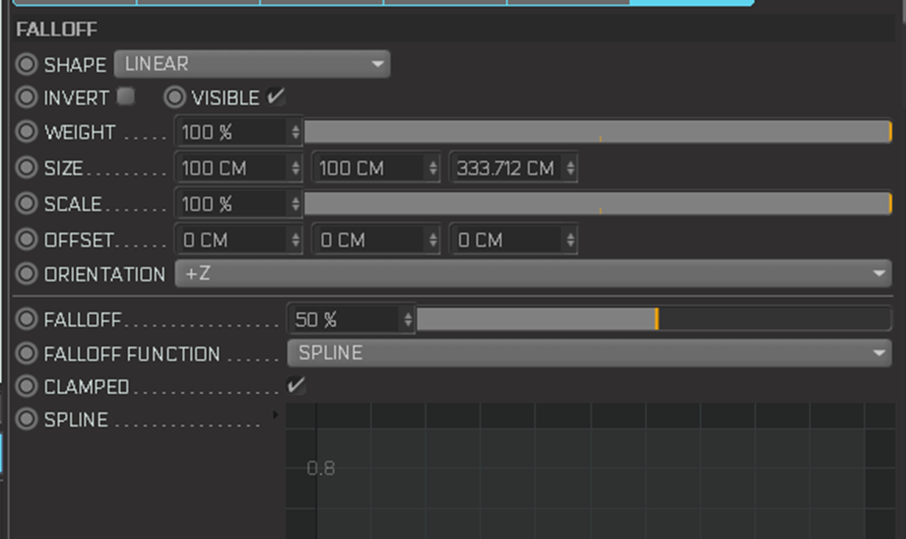 FALLOFF
SHAPE LINEAR
INVERT VISIBLE
WEIGHT ..... 100 %
SIZE........ 100 CM 100 CM 333.712 CM
SCALE....... 100 %
OFFSET...... 0 CM 0 CM 0 CM
ORIENTATION +Z
FALLOFF................ 50 %
FALLOFF FUNCTION ...... SPLINE
CLAMPED................
SPLINE ................
0.8